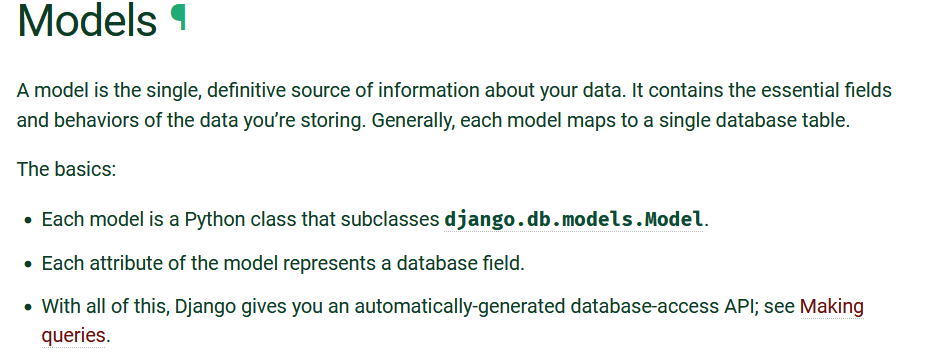 Models ¶
A model is the single, definitive source of information about your data. It contains the essential fields
and behaviors of the data you’re storing. Generally, each model maps to a single database table.
The basics:
• Each model is a Python class that subclasses django.db.models.Model.
• Each attribute of the model represents a database field.
• With all of this, Django gives you an automatically-generated database-access API; see Making
queries.